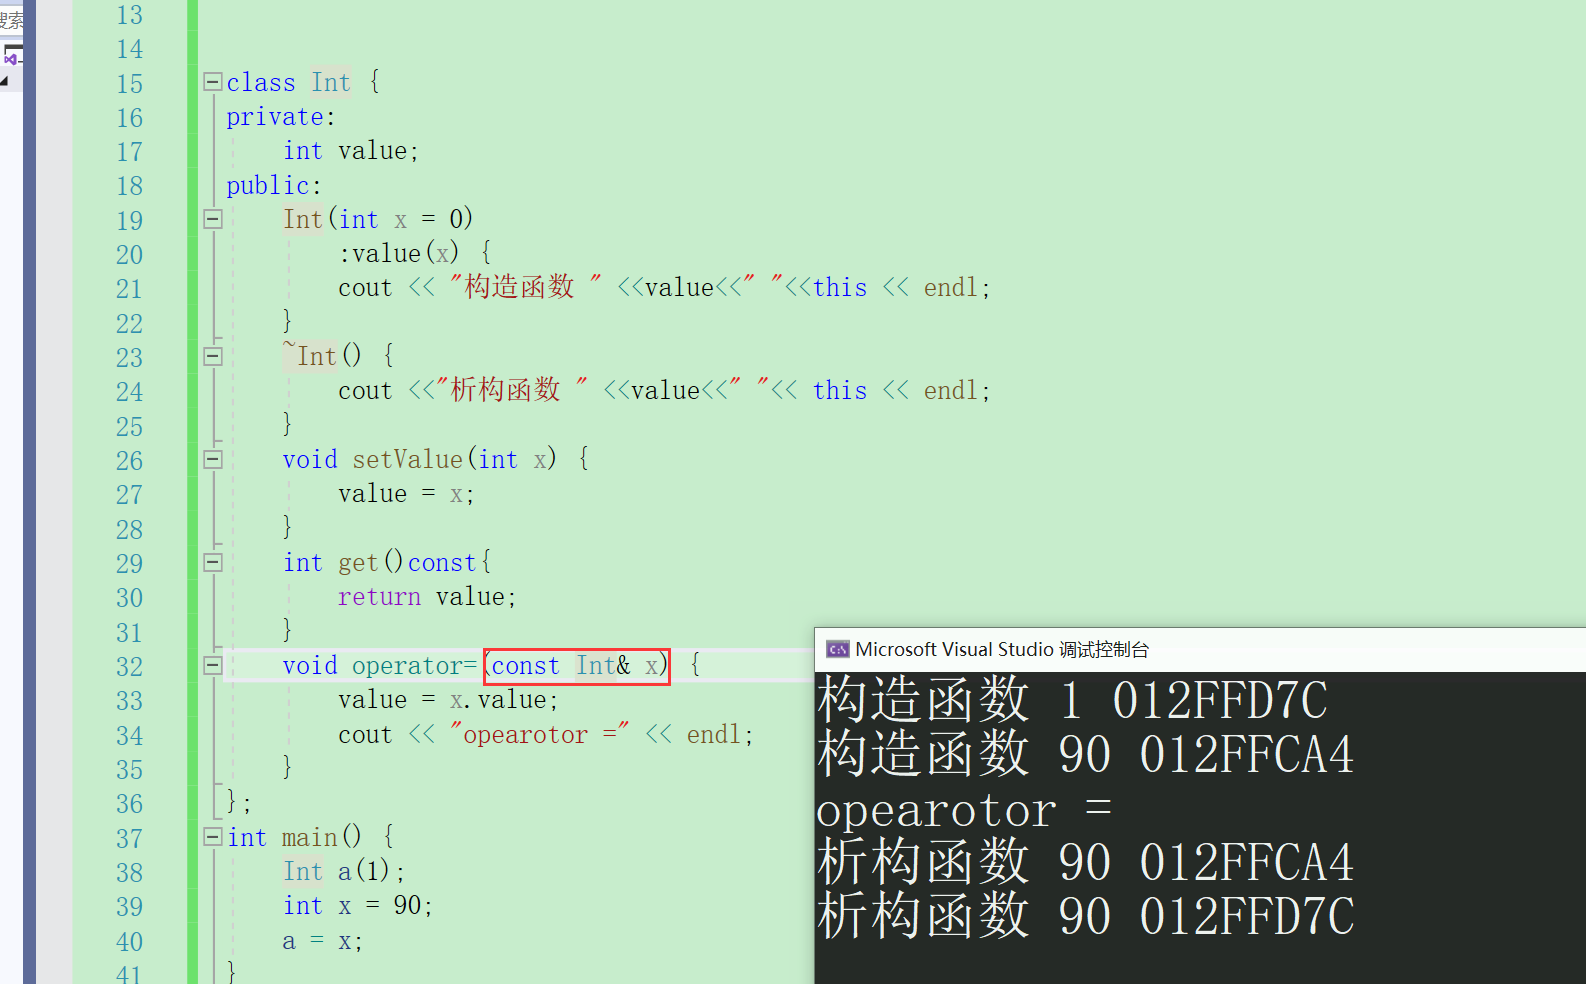 搜索
13
14
15 class Int {
16 private:
17 int value;
18 public:
19 Int(int x = 0)
20 :value(x) {
21 cout << "构造函数 " <<value<<" "<<this << endl;
22 }
23 ~Int() {
24 cout <<"析构函数 " <<value<<" "<< this << endl;
25 }
26 void setValue(int x) {
27 value = x;
28 }
29 int get()const{
30 return value;
31 }
32 void operator=(const Int& x) {
33 value = x.value;
34 cout << "opearotor =" << endl;
35 }
36 };
37 int main() {
38 Int a(1);
39 int x = 90;
40 a = x;
41 }
Microsoft Visual Studio 调试控制台
构造函数 1 012FFD7C
构造函数 90 012FFCA4
opearotor =
析构函数 90 012FFCA4
析构函数 90 012FFD7C